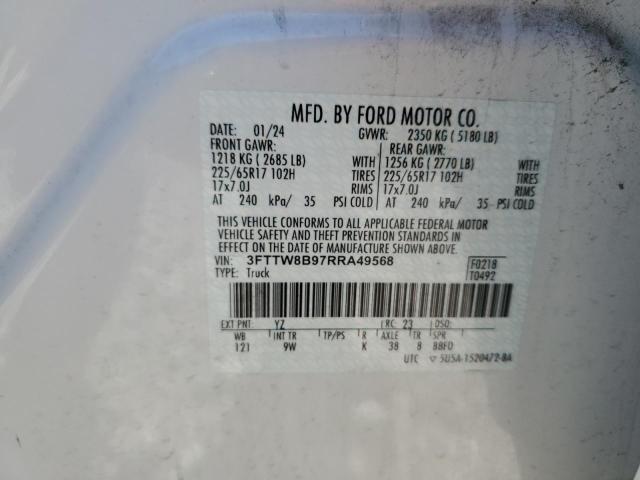 MFD. BY FORD MOTOR CO.
DATE: 01/24 GVWR: 2350 KG ( 5180 LB)
FRONT GAWR: REAR GAWR:
1218 KG ( 2685 LB) WITH 1256 KG ( 2770 LB) WITH
225/65R17 102H TIRES 225/65R17 102H TIRES
17x7.0J RIMS 17x7.0J RIMS
AT 240 kPa/ 35 PSI COLD AT 240 kPa/ 35 PSI COLD
THIS VEHICLE CONFORMS TO ALL APPLICABLE FEDERAL MOTOR
VEHICLE SAFETY AND THEFT PREVENTION STANDARDS IN
EFFECT ON THE DATE OF MANUFACTURE SHOWN ABOVE.
VIN: 3FTTW8B97RRA49568 F0218
TYPE: Truck T0492
EXT PNT: YZ RC: 23 DSO:
WB INT TR TP/PS R AXLE TR SPR
121 9W K 38 8 BBFD
UTC 5U5A-1520472-BA